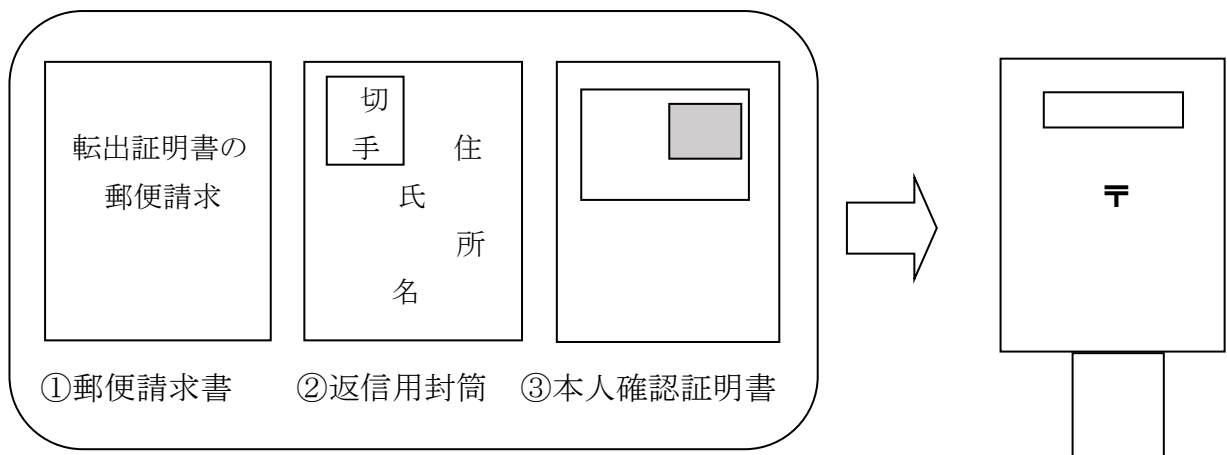 転出証明書の
郵便請求
切手
住所
氏名
〒
①郵便請求書
②返信用封筒
③本人確認証明書